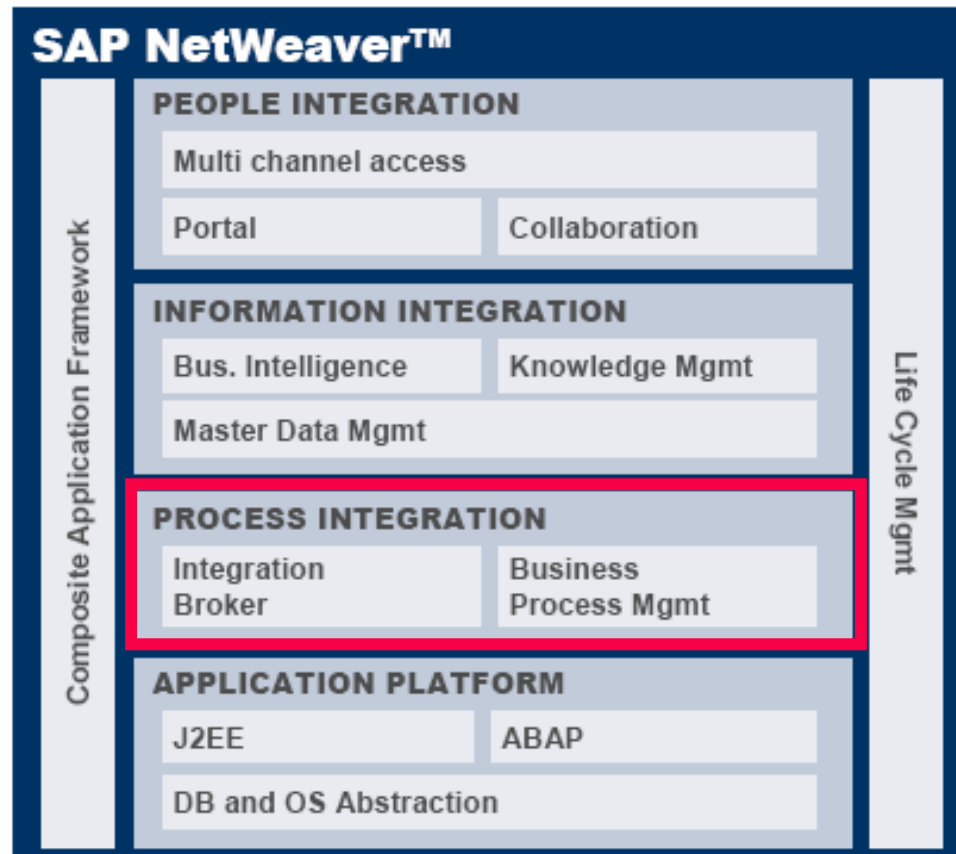 SAP NetWeaver™
Composite Application Framework
PEOPLE INTEGRATION
Multi channel access
Portal
Collaboration
INFORMATION INTEGRATION
Bus. Intelligence
Knowledge Mgmt
Master Data Mgmt
PROCESS INTEGRATION
Integration
Broker
Business
Process Mgmt
APPLICATION PLATFORM
J2EE
ABAP
DB and OS Abstraction
Life Cycle Mgmt